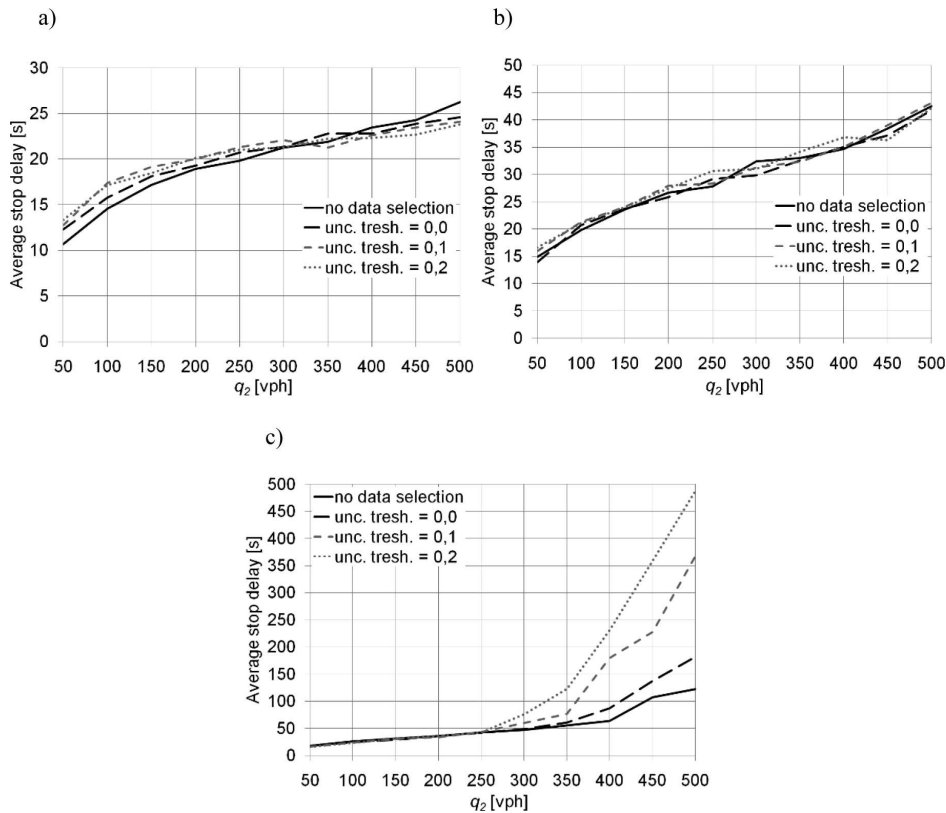 a)
30
25
20
15
10
5
0
Average stop delay [s]
no data selection
unc. tresh. = 0,0
unc. tresh. = 0,1
unc. tresh. = 0,2
50 100 150 200 250 300 350 400 450 500
q2 [vph]
b)
50
45
40
35
30
25
20
15
10
5
0
Average stop delay [s]
no data selection
unc. tresh. = 0,0
unc. tresh. = 0,1
unc. tresh. = 0,2
50 100 150 200 250 300 350 400 450 500
q2 [vph]
c)
500
450
400
350
300
250
200
150
100
50
0
Average stop delay [s]
no data selection
unc. tresh. = 0,0
unc. tresh. = 0,1
unc. tresh. = 0,2
50 100 150 200 250 300 350 400 450 500
q2 [vph]